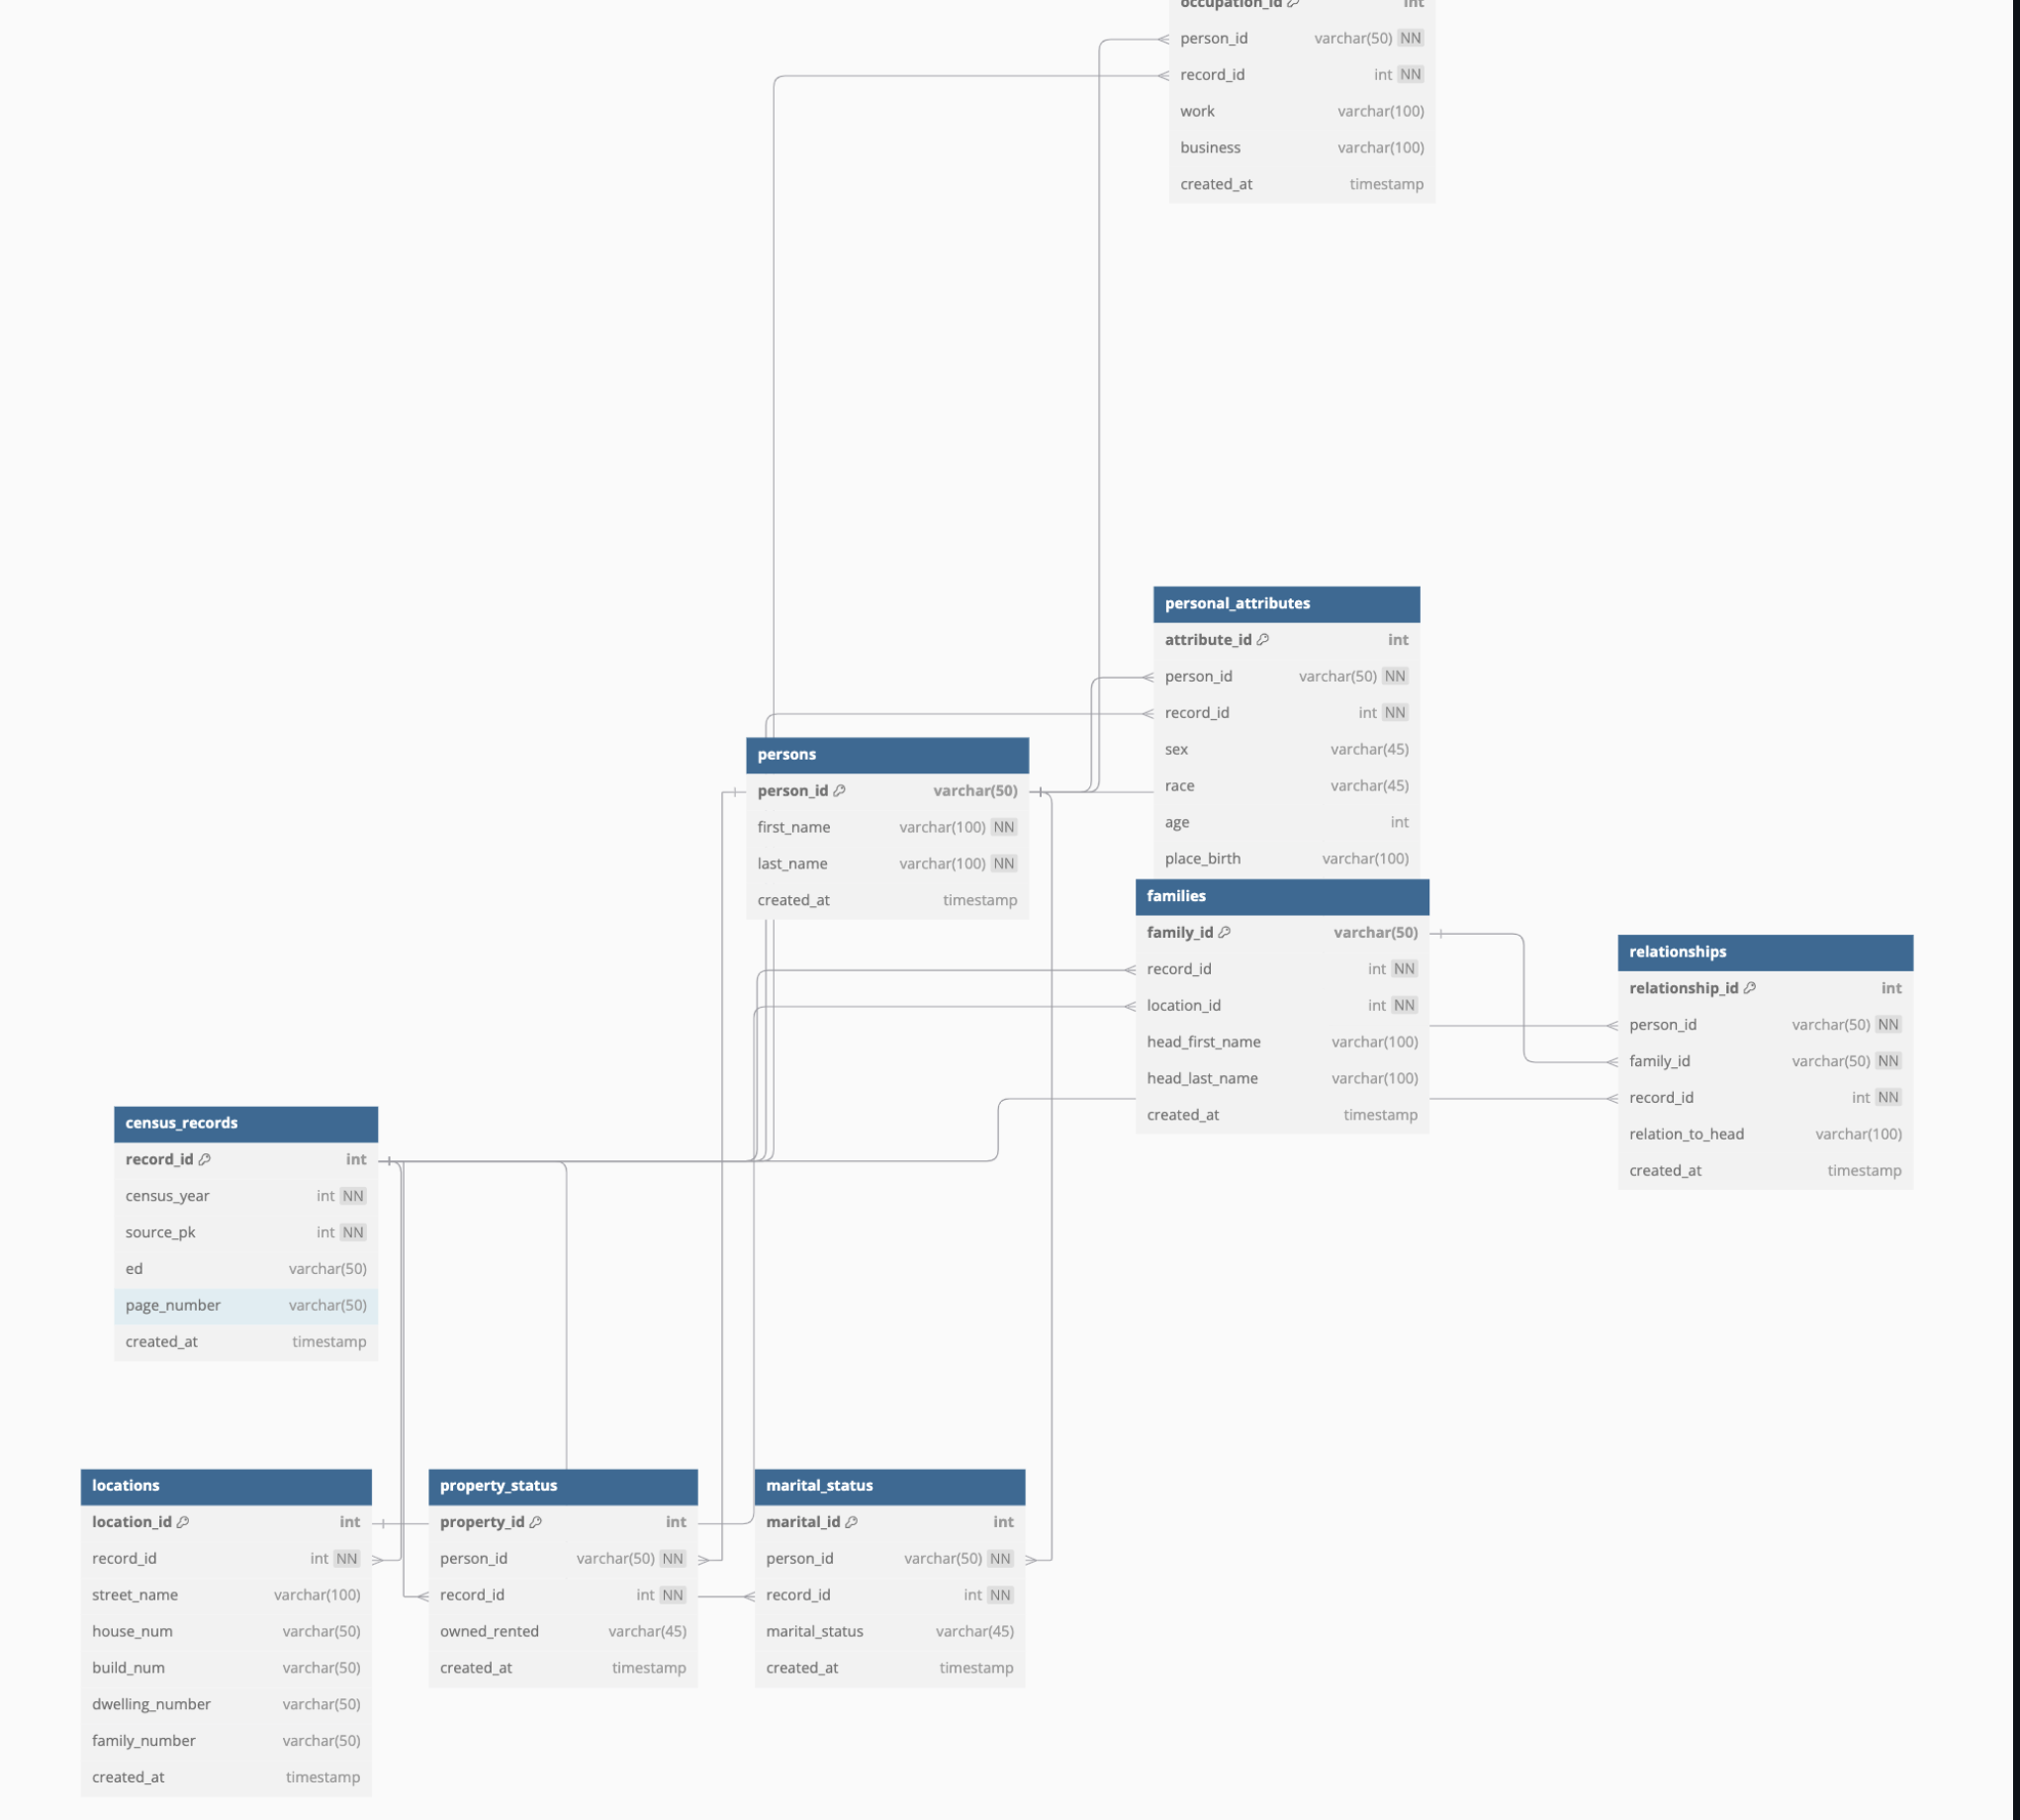 occupation_id int
person_id varchar(50) NN
record_id int NN
work varchar(100)
business varchar(100)
created_at timestamp
personal_attributes
attribute_id int
person_id varchar(50) NN
record_id int NN
sex varchar(45)
race varchar(45)
age int
place_birth varchar(100)
persons
person_id varchar(50)
first_name varchar(100) NN
last_name varchar(100) NN
created_at timestamp
families
family_id varchar(50)
record_id int NN
location_id int NN
head_first_name varchar(100)
head_last_name varchar(100)
created_at timestamp
relationships
relationship_id int
person_id varchar(50) NN
family_id varchar(50) NN
record_id int NN
relation_to_head varchar(100)
created_at timestamp
census_records
record_id int
census_year int NN
source_pk int NN
ed varchar(50)
page_number varchar(50)
created_at timestamp
locations
location_id int
record_id int NN
street_name varchar(100)
house_num varchar(50)
build_num varchar(50)
dwelling_number varchar(50)
family_number varchar(50)
created_at timestamp
property_status
property_id int
person_id varchar(50) NN
record_id int NN
owned_rented varchar(45)
created_at timestamp
marital_status
marital_id int
person_id varchar(50) NN
record_id int NN
marital_status varchar(45)
created_at timestamp